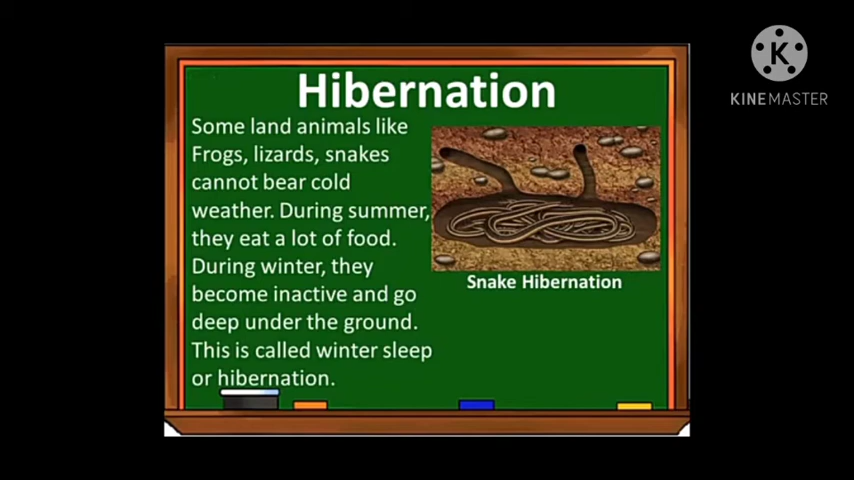 Hibernation
Some land animals like
Frogs, lizards, snakes
cannot bear cold
weather. During summer,
they eat a lot of food.
During winter, they
become inactive and go
deep under the ground.
This is called winter sleep
or hibernation.
Snake Hibernation
K
KINEMASTER